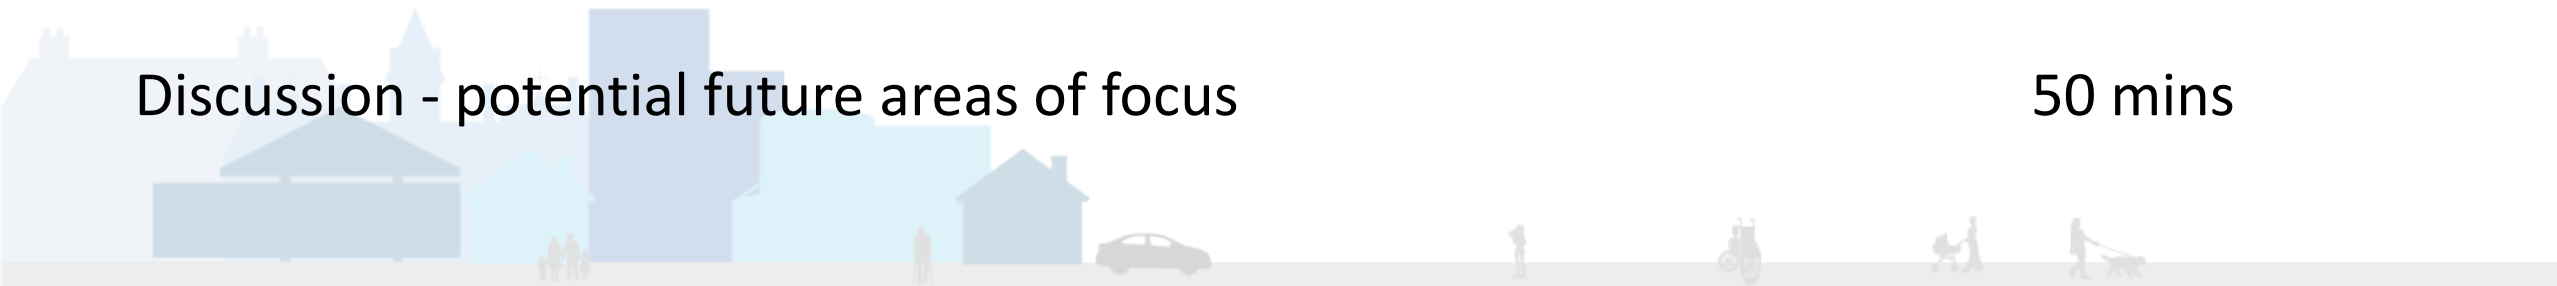 Discussion - potential future areas of focus 50 mins